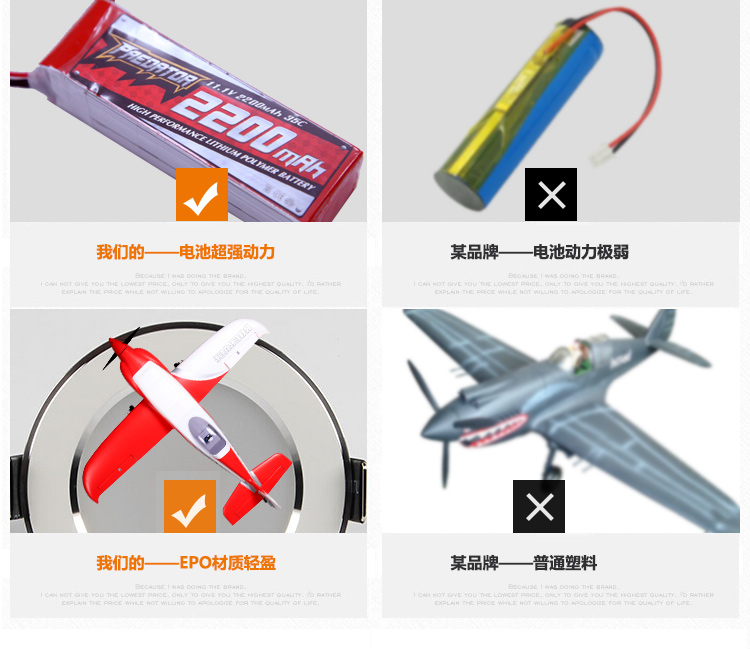 PREDATOR
11.1V 2200mAh 35C
2200mAh
HIGH PERFORMANCE LITHIUM POLYMER BATTERY
我们的——电池超强动力
Because I was doing the brand,
I can not give you the lowest price, only to give you the highest quality. I'd rather
explain the price while not willing to apologize for the quality of life.
某品牌——电池动力极弱
Because I was doing the brand,
I can not give you the lowest price, only to give you the highest quality. I'd rather
explain the price while not willing to apologize for the quality of life.
我们的——EPO材质轻盈
Because I was doing the brand,
I can not give you the lowest price, only to give you the highest quality. I'd rather
explain the price while not willing to apologize for the quality of life.
某品牌——普通塑料
Because I was doing the brand,
I can not give you the lowest price, only to give you the highest quality. I'd rather
explain the price while not willing to apologize for the quality of life.